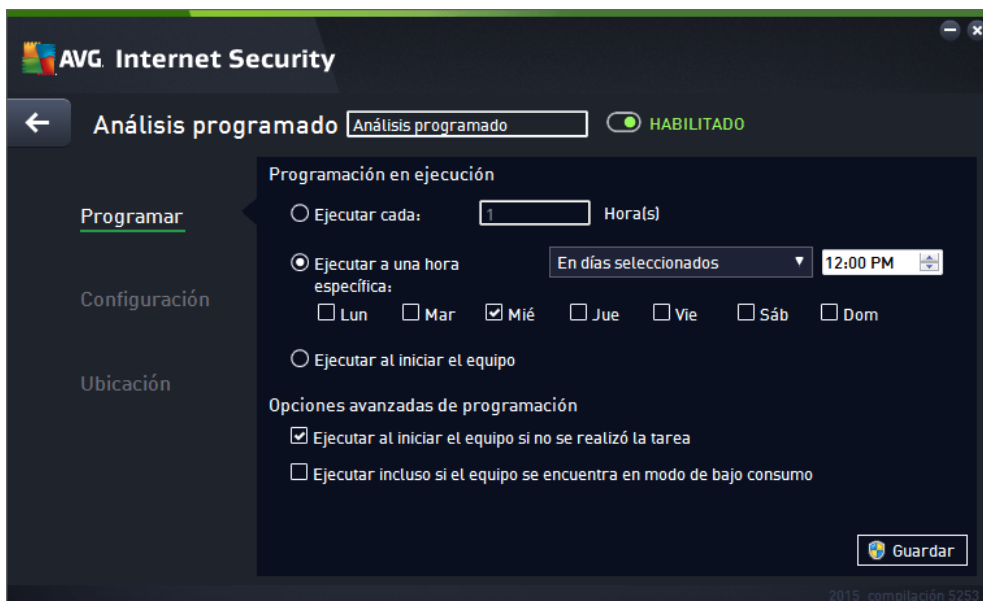 AVG Internet Security
Análisis programado Análisis programado HABILITADO
Programación en ejecución
Programar
Ejecutar cada: 1 Hora(s)
Ejecutar a una hora específica: En días seleccionados 12:00 PM
Lun Mar Mié Jue Vie Sáb Dom
Configuración
Ejecutar al iniciar el equipo
Ubicación
Opciones avanzadas de programación
Ejecutar al iniciar el equipo si no se realizó la tarea
Ejecutar incluso si el equipo se encuentra en modo de bajo consumo
Guardar
2015 compilación 5253